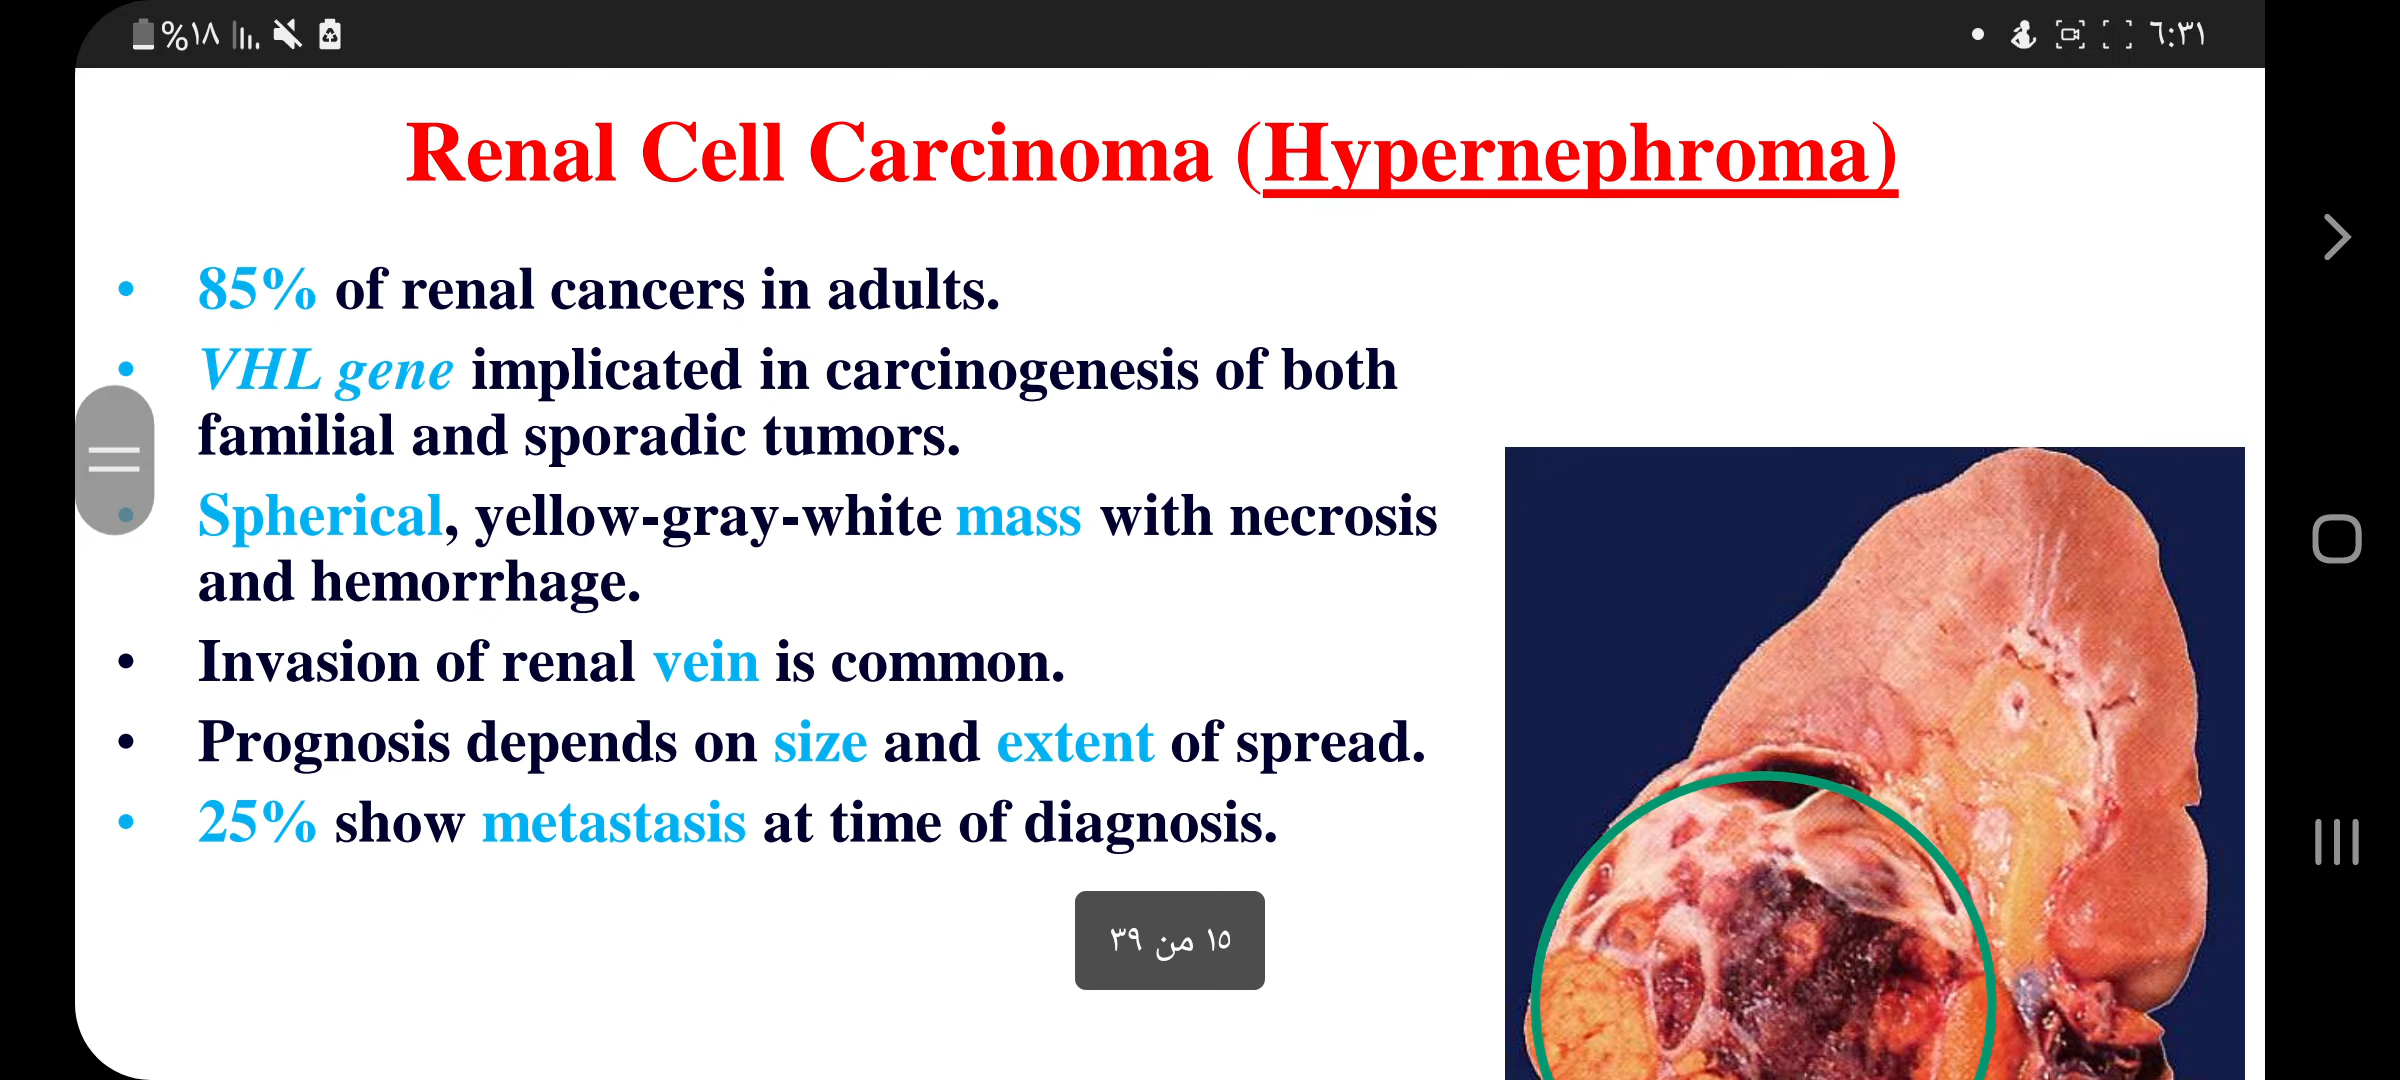 %١٨
٦:٣١
Renal Cell Carcinoma (Hypernephroma)
• 85% of renal cancers in adults.
• VHL gene implicated in carcinogenesis of both
familial and sporadic tumors.
• Spherical, yellow-gray-white mass with necrosis
and hemorrhage.
• Invasion of renal vein is common.
• Prognosis depends on size and extent of spread.
• 25% show metastasis at time of diagnosis.
١٥ من ٣٩